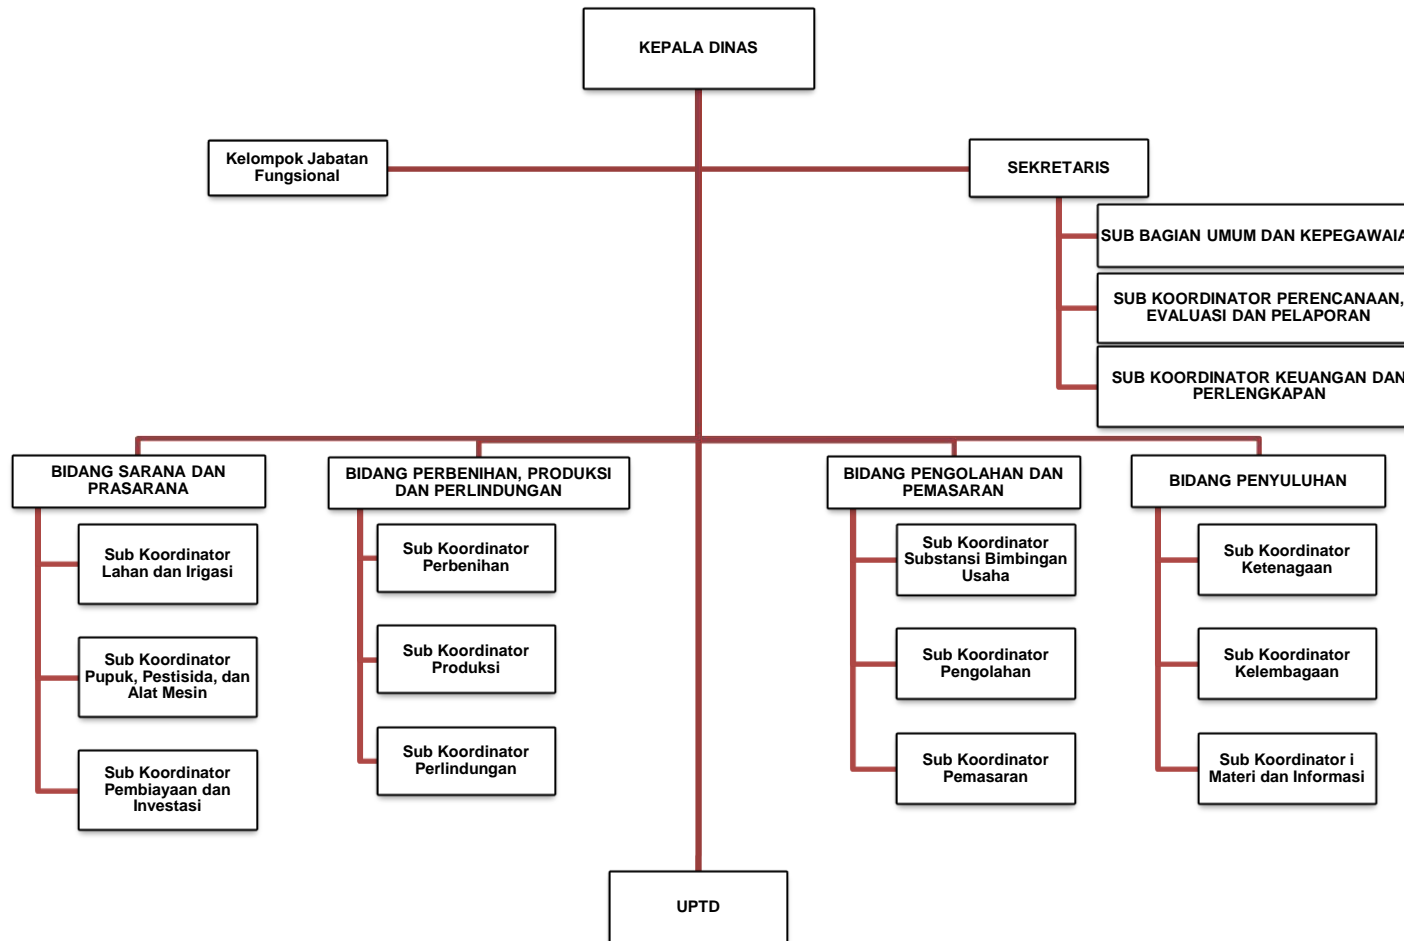 KEPALA DINAS
Kelompok Jabatan
Fungsional
SEKRETARIS
SUB BAGIAN UMUM DAN KEPEGAWAIA
SUB KOORDINATOR PERENCANAAN,
EVALUASI DAN PELAPORAN
SUB KOORDINATOR KEUANGAN DAN
PERLENGKAPAN
BIDANG SARANA DAN
PRASARANA
Sub Koordinator
Lahan dan Irigasi
Sub Koordinator
Pupuk, Pestisida, dan
Alat Mesin
Sub Koordinator
Pembiayaan dan
Investasi
BIDANG PERBENIHAN, PRODUKSI
DAN PERLINDUNGAN
Sub Koordinator
Perbenihan
Sub Koordinator
Produksi
Sub Koordinator
Perlindungan
BIDANG PENGOLAHAN DAN
PEMASARAN
Sub Koordinator
Substansi Bimbingan
Usaha
Sub Koordinator
Pengolahan
Sub Koordinator
Pemasaran
BIDANG PENYULUHAN
Sub Koordinator
Ketenagaan
Sub Koordinator
Kelembagaan
Sub Koordinator i
Materi dan Informasi
UPTD